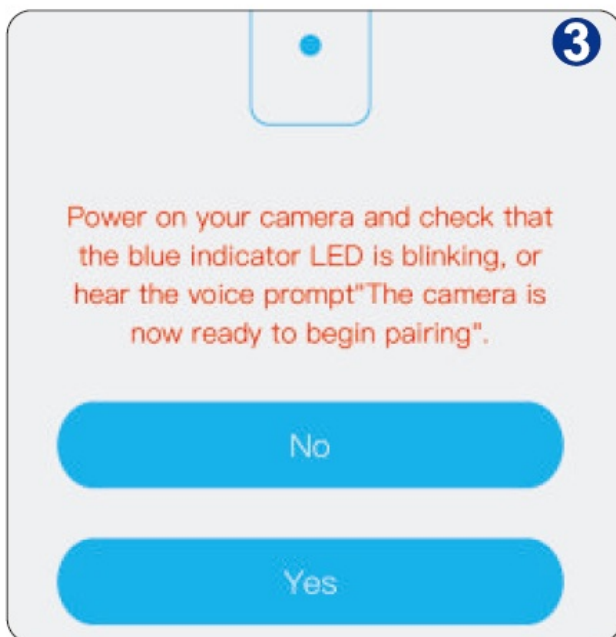 3
Power on your camera and check that
the blue indicator LED is blinking, or
hear the voice prompt"The camera is
now ready to begin pairing".
No
Yes